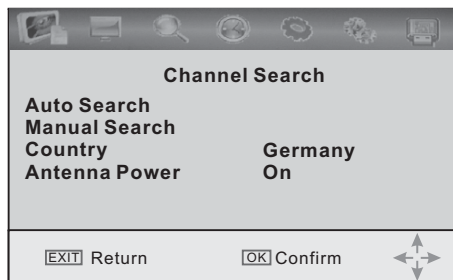 Channel Search
Auto Search
Manual Search
Country Germany
Antenna Power On
EXIT Return OK Confirm